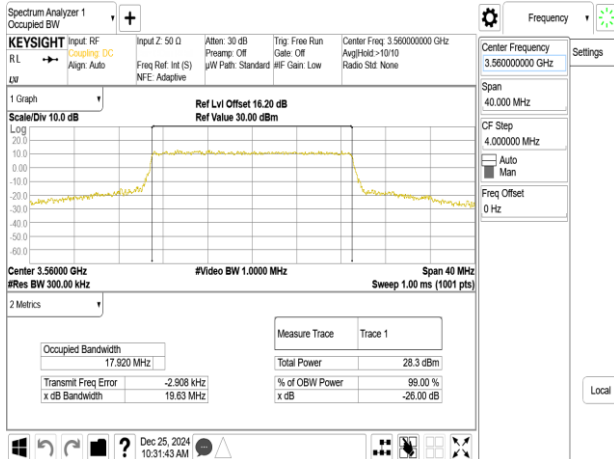 Spectrum Analyzer 1
Occupied BW
Frequency
KEYSIGHT
RL
LXI
Input: RF
Coupling: DC
Align: Auto
Input Z: 50 Ω
Freq Ref: Int (S)
NFE: Adaptive
Atten: 30 dB
Preamp: Off
µW Path: Standard
Trig: Free Run
Gate: Off
#IF Gain: Low
Center Freq: 3.560000000 GHz
Avg|Hold:>10/10
Radio Std: None
Center Frequency
3.560000000 GHz
Settings
Span
40.000 MHz
CF Step
4.000000 MHz
Auto
Man
Freq Offset
0 Hz
Local
1 Graph
Scale/Div 10.0 dB
Ref Lvl Offset 16.20 dB
Ref Value 30.00 dBm
Log
20.0
10.0
0.00
-10.0
-20.0
-30.0
-40.0
-50.0
-60.0
Center 3.56000 GHz
#Video BW 1.0000 MHz
Span 40 MHz
#Res BW 300.00 kHz
Sweep 1.00 ms (1001 pts)
2 Metrics
Occupied Bandwidth
17.920 MHz
Transmit Freq Error -2.908 kHz
x dB Bandwidth 19.63 MHz
Measure Trace Trace 1
Total Power 28.3 dBm
% of OBW Power 99.00 %
x dB -26.00 dB
?
Dec 25, 2024
10:31:43 AM